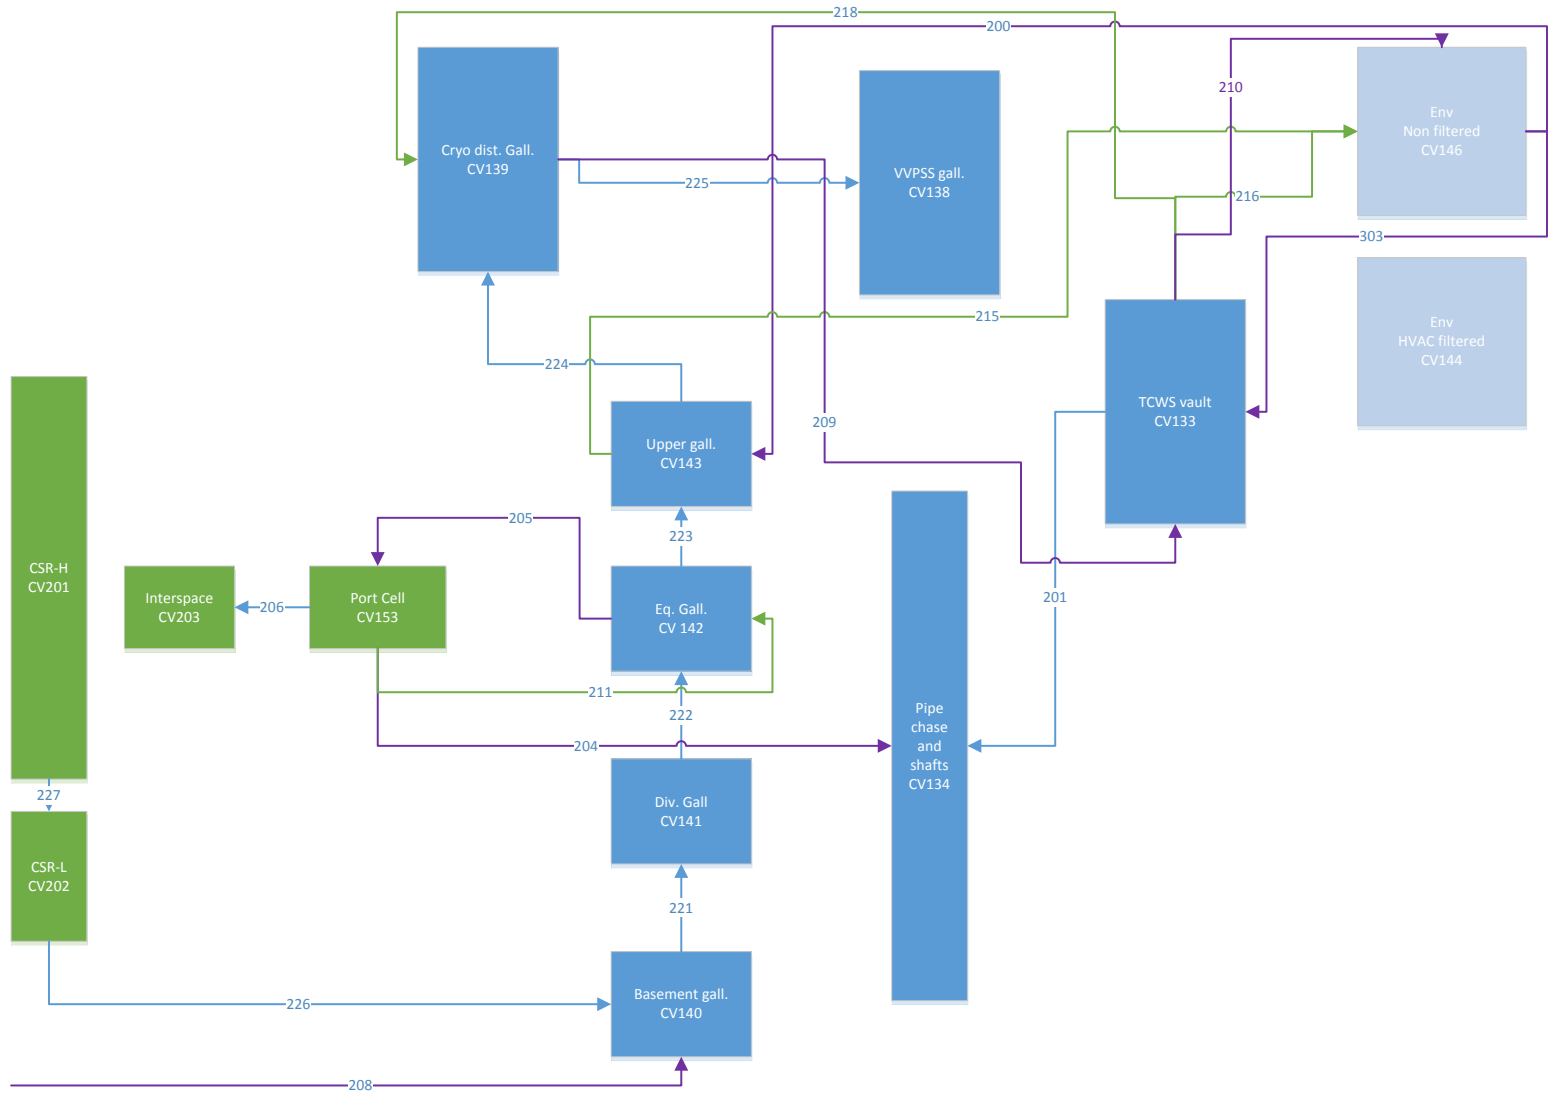 218
200
210
Env
Non filtered
CV146
Cryo dist. Gall.
CV139
VVPSS gall.
CV138
225
216
303
215
Env
HVAC filtered
CV144
224
TCWS vault
CV133
209
Upper gall.
CV143
205
223
CSR-H
CV201
Interspace
CV203
206
Port Cell
CV153
Eq. Gall.
CV 142
201
211
222
Pipe
chase
and
shafts
CV134
204
227
Div. Gall
CV141
CSR-L
CV202
221
226
Basement gall.
CV140
208